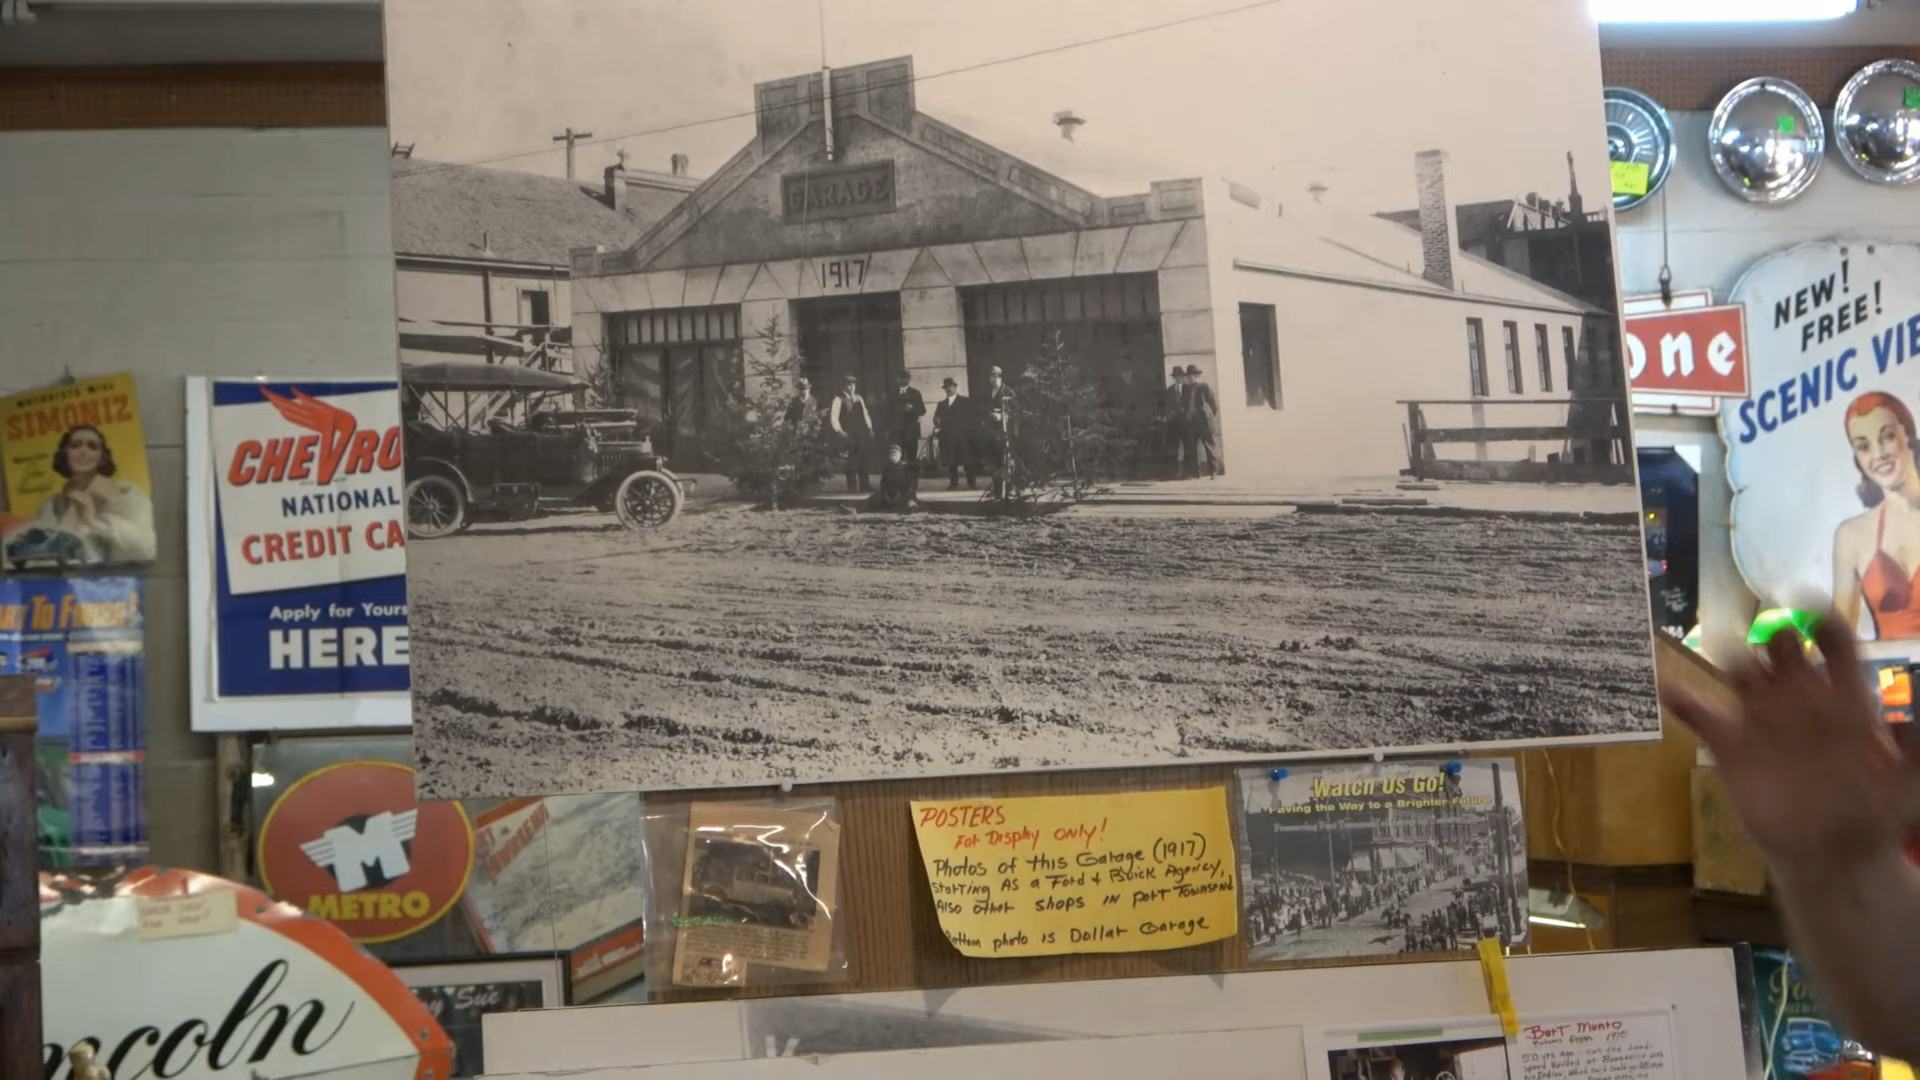 GARAGE
1917
SIMONIZ
CHEVRO
NATIONAL
CREDIT CA
Apply for Yours
HERE
one
NEW!
FREE!
SCENIC VIE
M
METRO
POSTERS
For Display only!
Photos of this Garage (1917)
Starting As a Ford & Buick Agency,
Also other shops in Port Townsend
Bottom photo is Dollar Garage
Watch Us Go!
Paving the Way to a Brighter Future
ncoln
Sue
Burt Munro